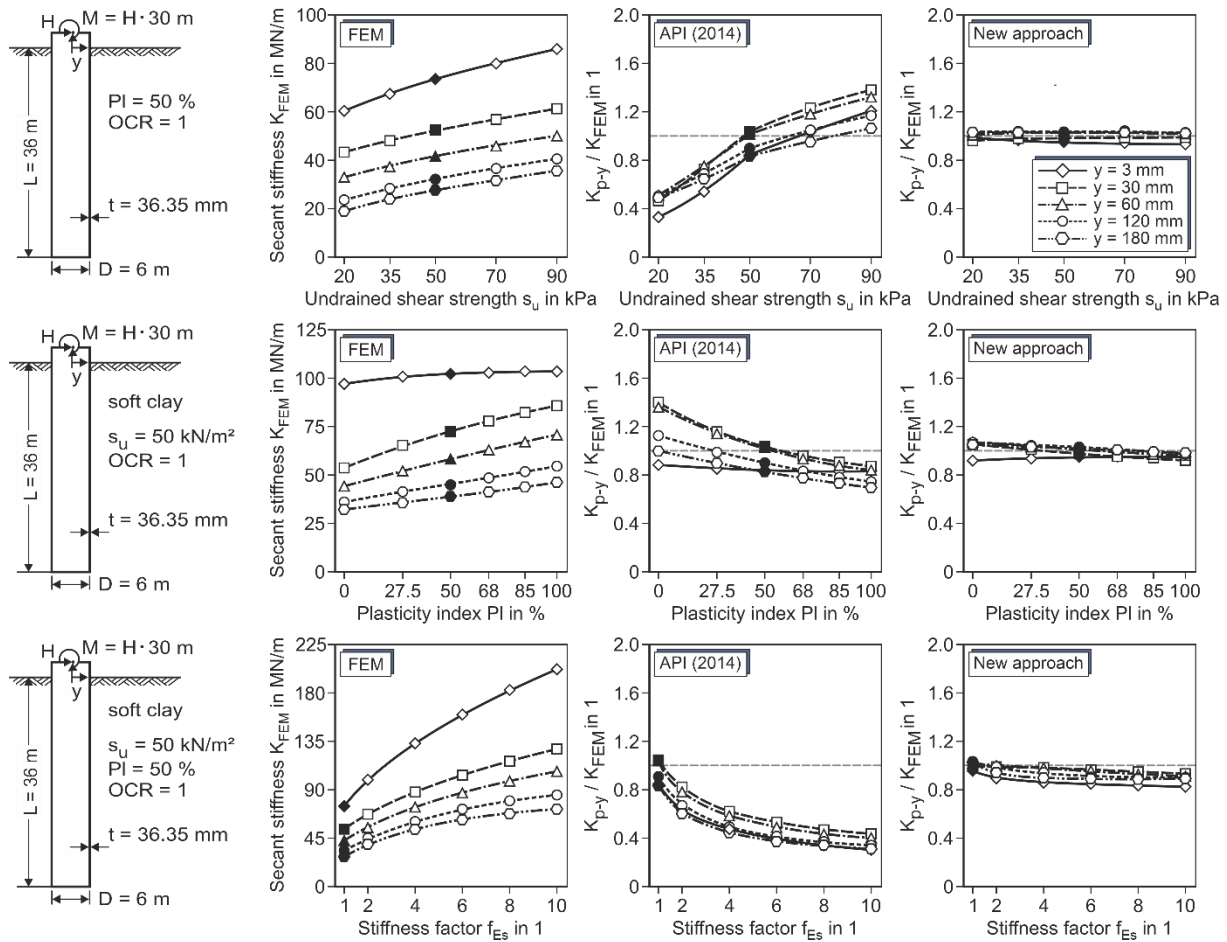 H M = H · 30 m
y
PI = 50 %
OCR = 1
L = 36 m
t = 36.35 mm
D = 6 m
Secant stiffness K_FEM in MN/m
FEM
100
80
60
40
20
0
20 35 50 70 90
Undrained shear strength s_u in kPa
K_p-y / K_FEM in 1
API (2014)
2.0
1.6
1.2
0.8
0.4
0
20 35 50 70 90
Undrained shear strength s_u in kPa
K_p-y / K_FEM in 1
New approach
2.0
1.6
1.2
0.8
0.4
0
y = 3 mm
y = 30 mm
y = 60 mm
y = 120 mm
y = 180 mm
20 35 50 70 90
Undrained shear strength s_u in kPa
H M = H · 30 m
y
soft clay
s_u = 50 kN/m²
OCR = 1
L = 36 m
t = 36.35 mm
D = 6 m
Secant stiffness K_FEM in MN/m
FEM
125
100
75
50
25
0
0 27.5 50 68 85 100
Plasticity index PI in %
K_p-y / K_FEM in 1
API (2014)
2.0
1.6
1.2
0.8
0.4
0
0 27.5 50 68 85 100
Plasticity index PI in %
K_p-y / K_FEM in 1
New approach
2.0
1.6
1.2
0.8
0.4
0
0 27.5 50 68 85 100
Plasticity index PI in %
H M = H · 30 m
y
soft clay
s_u = 50 kN/m²
PI = 50 %
OCR = 1
L = 36 m
t = 36.35 mm
D = 6 m
Secant stiffness K_FEM in MN/m
FEM
225
180
135
90
45
0
1 2 4 6 8 10
Stiffness factor f_Es in 1
K_p-y / K_FEM in 1
API (2014)
2.0
1.6
1.2
0.8
0.4
0
1 2 4 6 8 10
Stiffness factor f_Es in 1
K_p-y / K_FEM in 1
New approach
2.0
1.6
1.2
0.8
0.4
0
1 2 4 6 8 10
Stiffness factor f_Es in 1